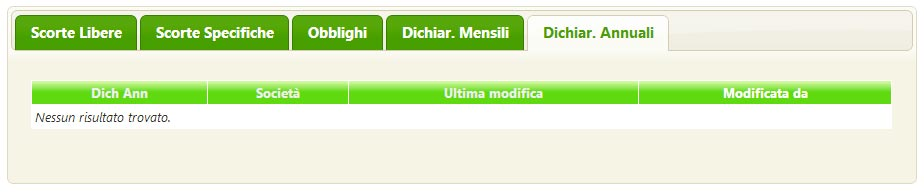 Scorte Libere Scorte Specifiche Obblighi Dichiar. Mensili Dichiar. Annuali
Dich Ann Società Ultima modifica Modificata da
Nessun risultato trovato.